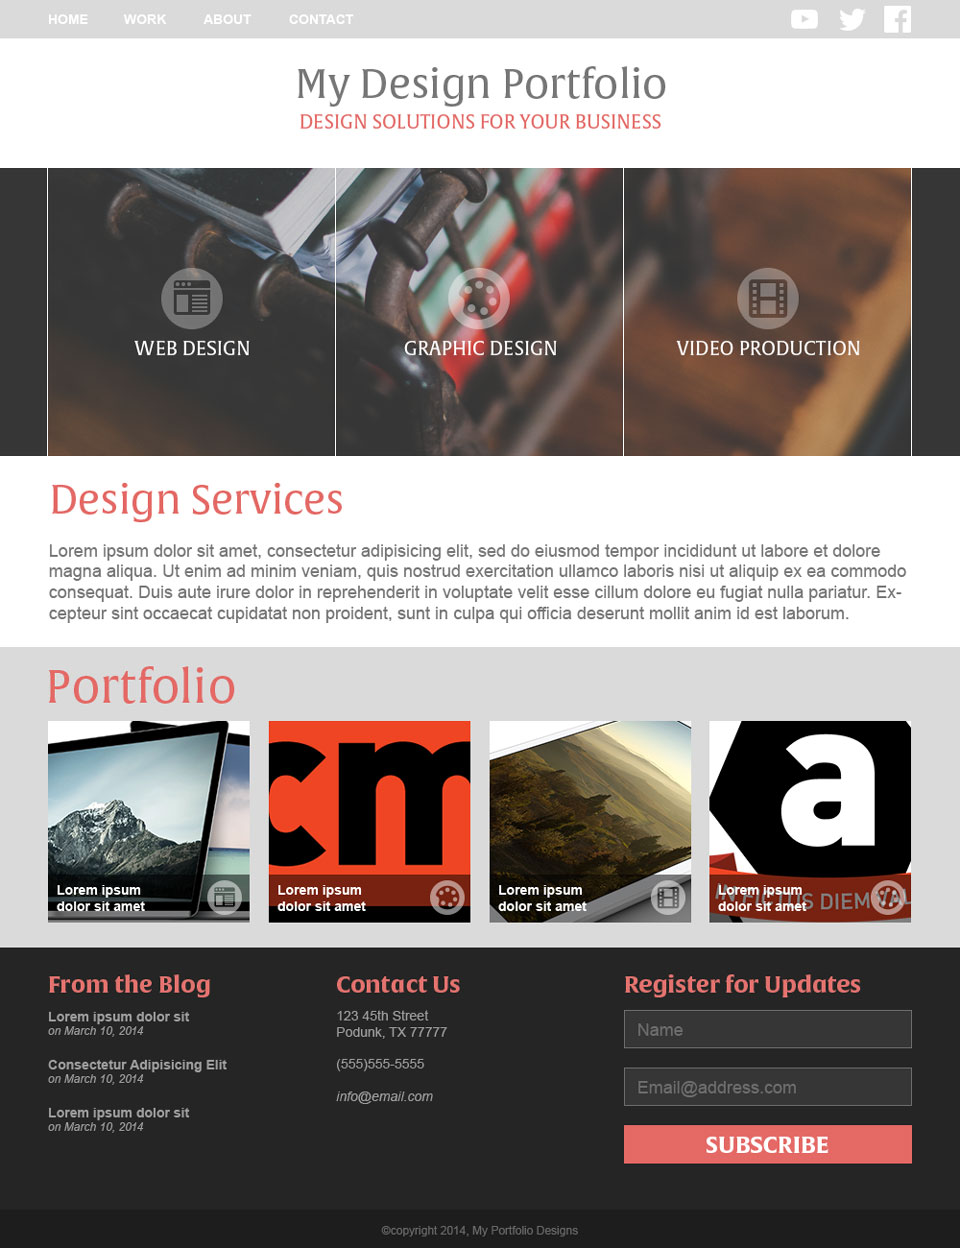 HOME WORK ABOUT CONTACT
My Design Portfolio
DESIGN SOLUTIONS FOR YOUR BUSINESS
WEB DESIGN
GRAPHIC DESIGN
VIDEO PRODUCTION
Design Services
Lorem ipsum dolor sit amet, consectetur adipisicing elit, sed do eiusmod tempor incididunt ut labore et dolore
magna aliqua. Ut enim ad minim veniam, quis nostrud exercitation ullamco laboris nisi ut aliquip ex ea commodo
consequat. Duis aute irure dolor in reprehenderit in voluptate velit esse cillum dolore eu fugiat nulla pariatur. Ex-
cepteur sint occaecat cupidatat non proident, sunt in culpa qui officia deserunt mollit anim id est laborum.
Portfolio
Lorem ipsum
dolor sit amet
cm
Lorem ipsum
dolor sit amet
Lorem ipsum
dolor sit amet
a
Lorem ipsum
dolor sit amet
DIEM
From the Blog
Lorem ipsum dolor sit
on March 10, 2014
Consectetur Adipisicing Elit
on March 10, 2014
Lorem ipsum dolor sit
on March 10, 2014
Contact Us
123 45th Street
Podunk, TX 77777
(555)555-5555
info@email.com
Register for Updates
Name
Email@address.com
SUBSCRIBE
©copyright 2014, My Portfolio Designs